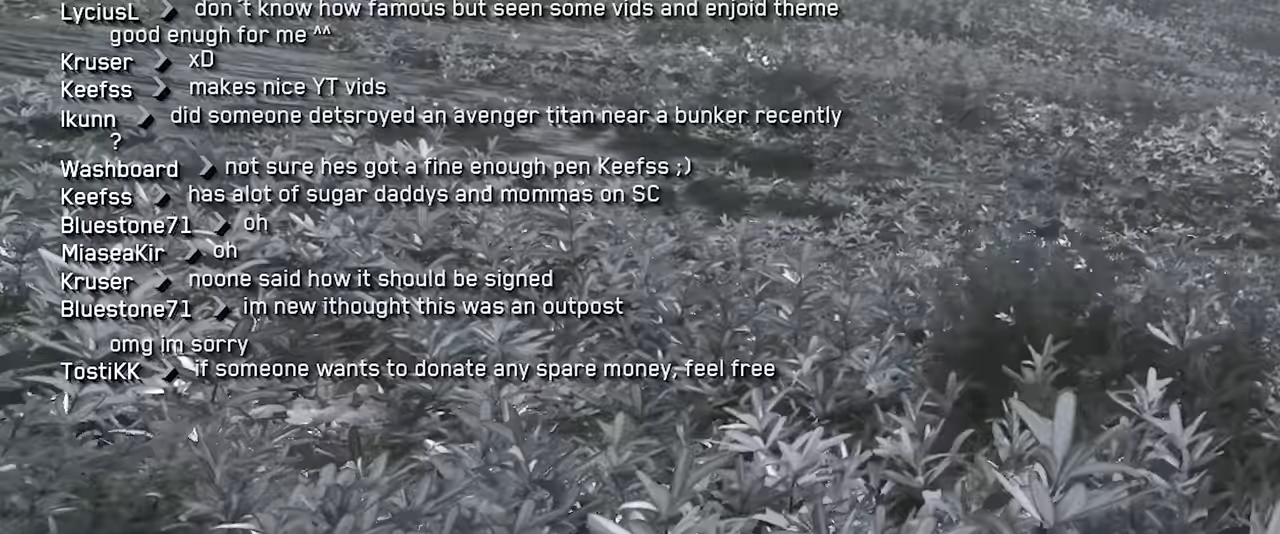 LyciusL > don´t know how famous but seen some vids and enjoid theme
good enugh for me ^^
Kruser > xD
Keefss > makes nice YT vids
Ikunn > did someone detsroyed an avenger titan near a bunker recently
?
Washboard > not sure hes got a fine enough pen Keefss ;)
Keefss > has alot of sugar daddys and mommas on SC
Bluestone71 > oh
MiaseaKir > oh
Kruser > noone said how it should be signed
Bluestone71 > im new ithought this was an outpost
omg im sorry
TostiKK > if someone wants to donate any spare money, feel free